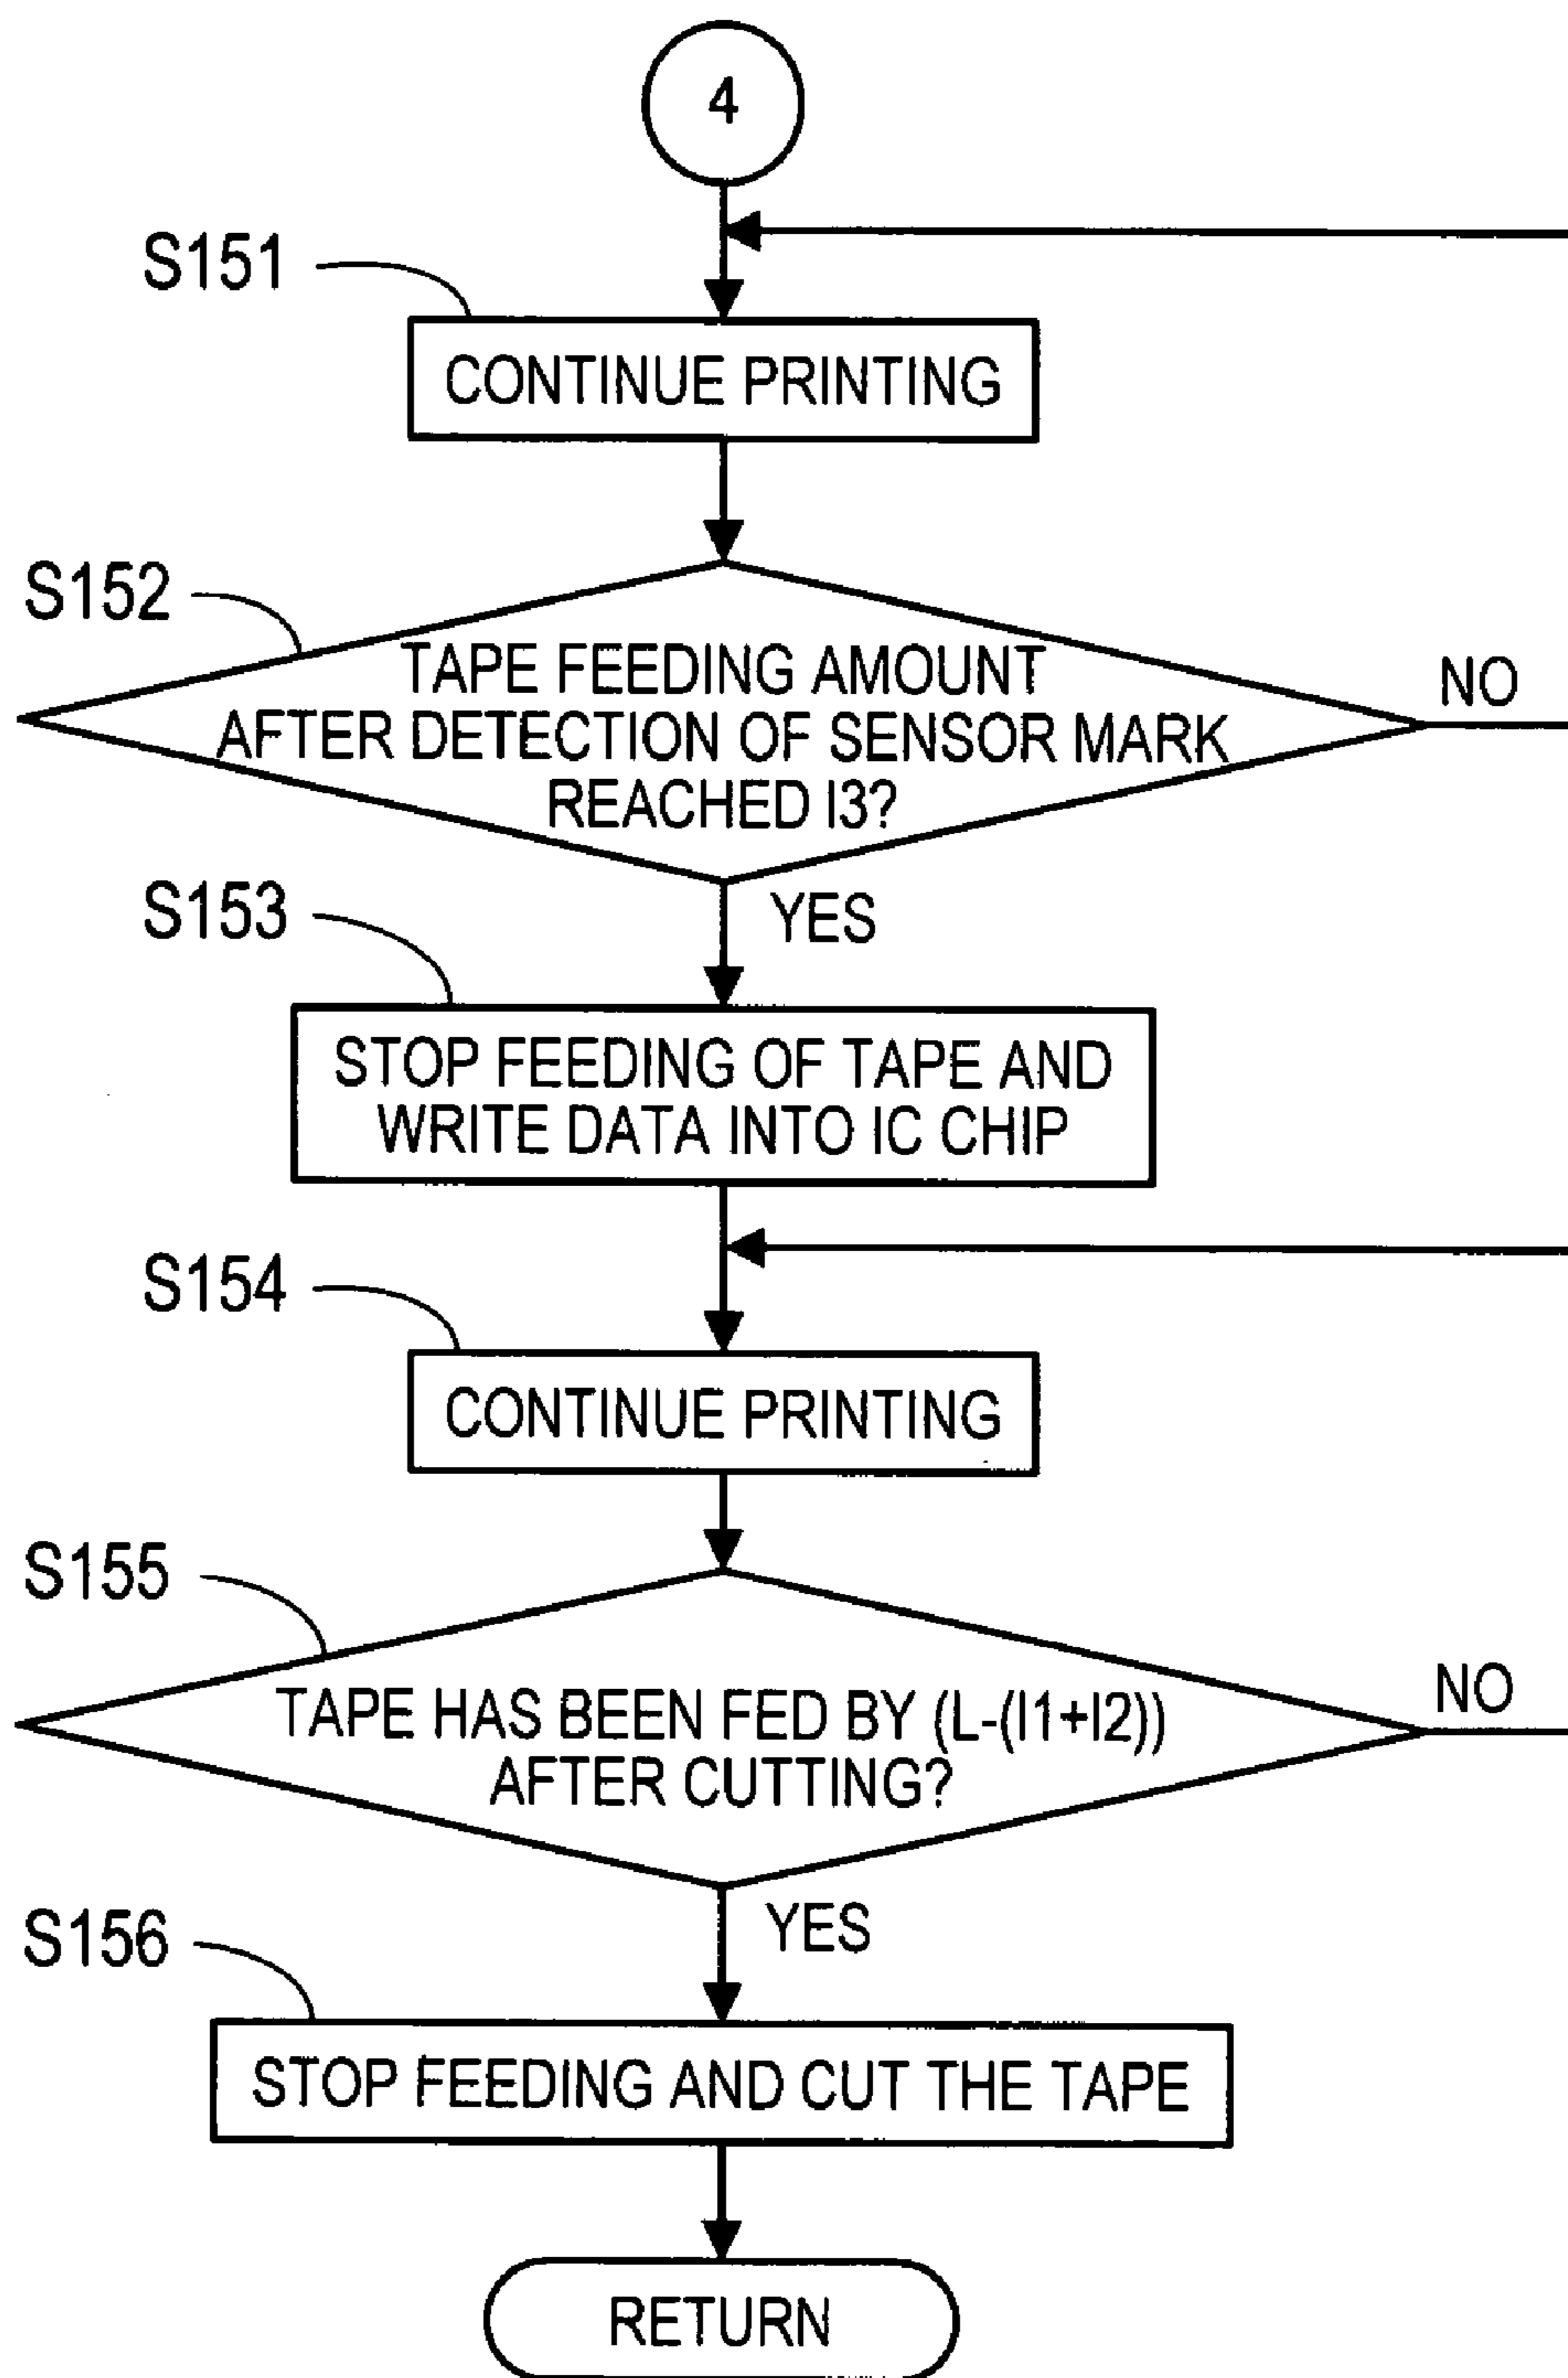 4
S151
CONTINUE PRINTING
S152
TAPE FEEDING AMOUNT
AFTER DETECTION OF SENSOR MARK
REACHED l3?
NO
YES
S153
STOP FEEDING OF TAPE AND
WRITE DATA INTO IC CHIP
S154
CONTINUE PRINTING
S155
TAPE HAS BEEN FED BY (L-(l1+l2))
AFTER CUTTING?
NO
YES
S156
STOP FEEDING AND CUT THE TAPE
RETURN